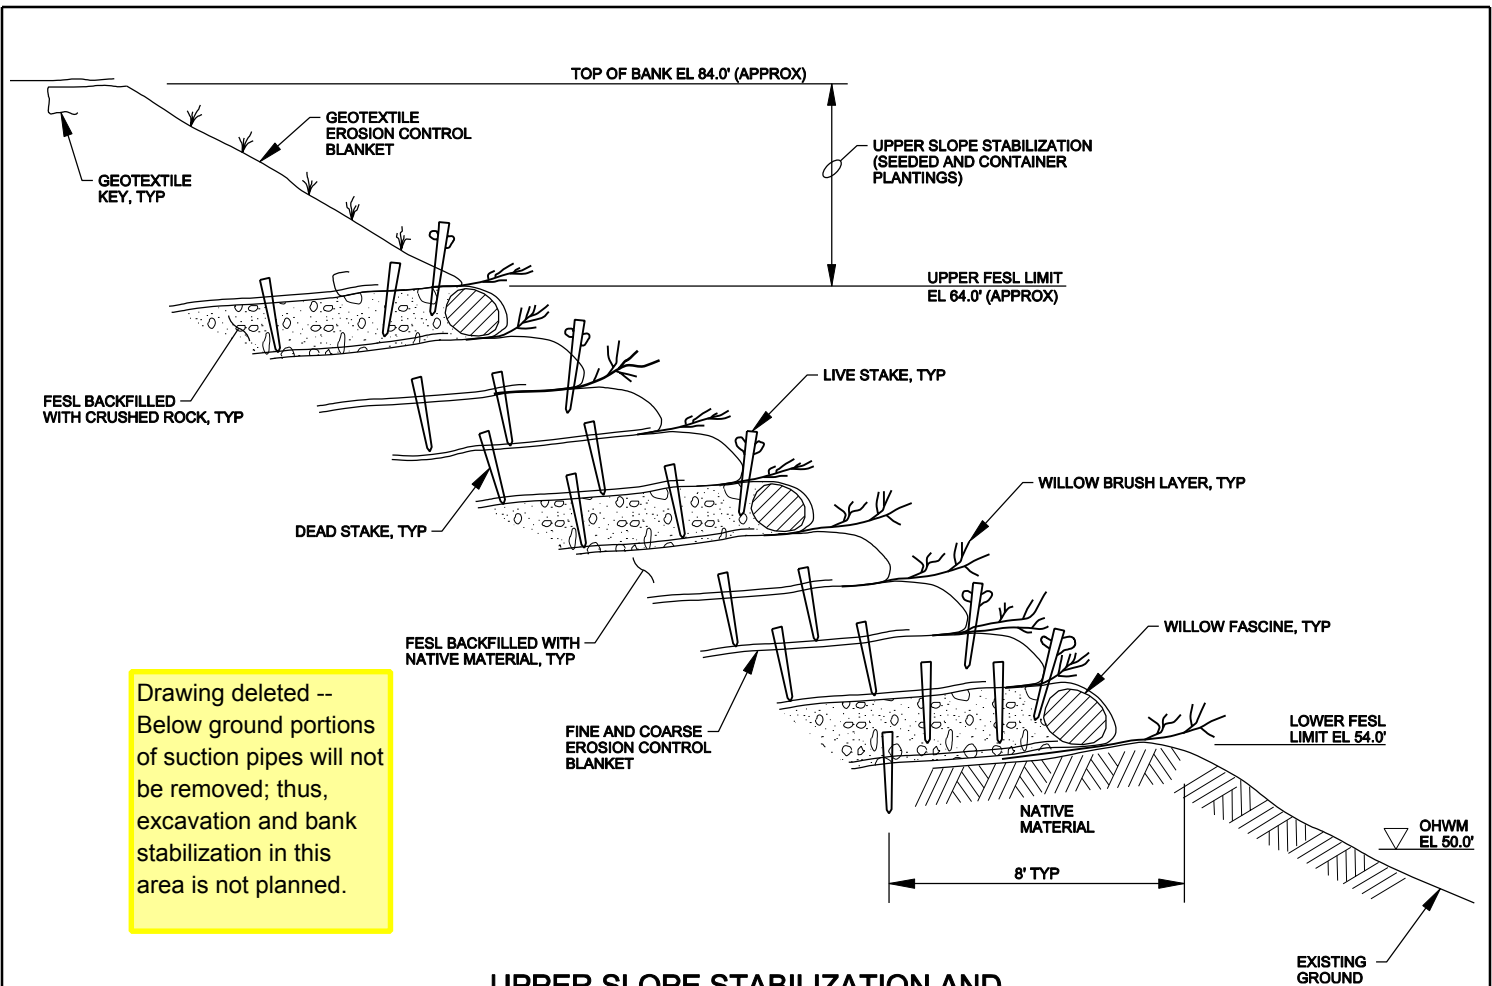 TOP OF BANK EL 84.0' (APPROX)
GEOTEXTILE
EROSION CONTROL
BLANKET
UPPER SLOPE STABILIZATION
(SEEDED AND CONTAINER
PLANTINGS)
GEOTEXTILE
KEY, TYP
UPPER FESL LIMIT
EL 64.0' (APPROX)
LIVE STAKE, TYP
FESL BACKFILLED
WITH CRUSHED ROCK, TYP
WILLOW BRUSH LAYER, TYP
DEAD STAKE, TYP
WILLOW FASCINE, TYP
FESL BACKFILLED WITH
NATIVE MATERIAL, TYP
Drawing deleted --
Below ground portions
of suction pipes will not
be removed; thus,
excavation and bank
stabilization in this
area is not planned.
FINE AND COARSE
EROSION CONTROL
BLANKET
LOWER FESL
LIMIT EL 54.0'
NATIVE
MATERIAL
OHWM
EL 50.0'
8' TYP
EXISTING
GROUND
UPPER SLOPE STABILIZATION AND